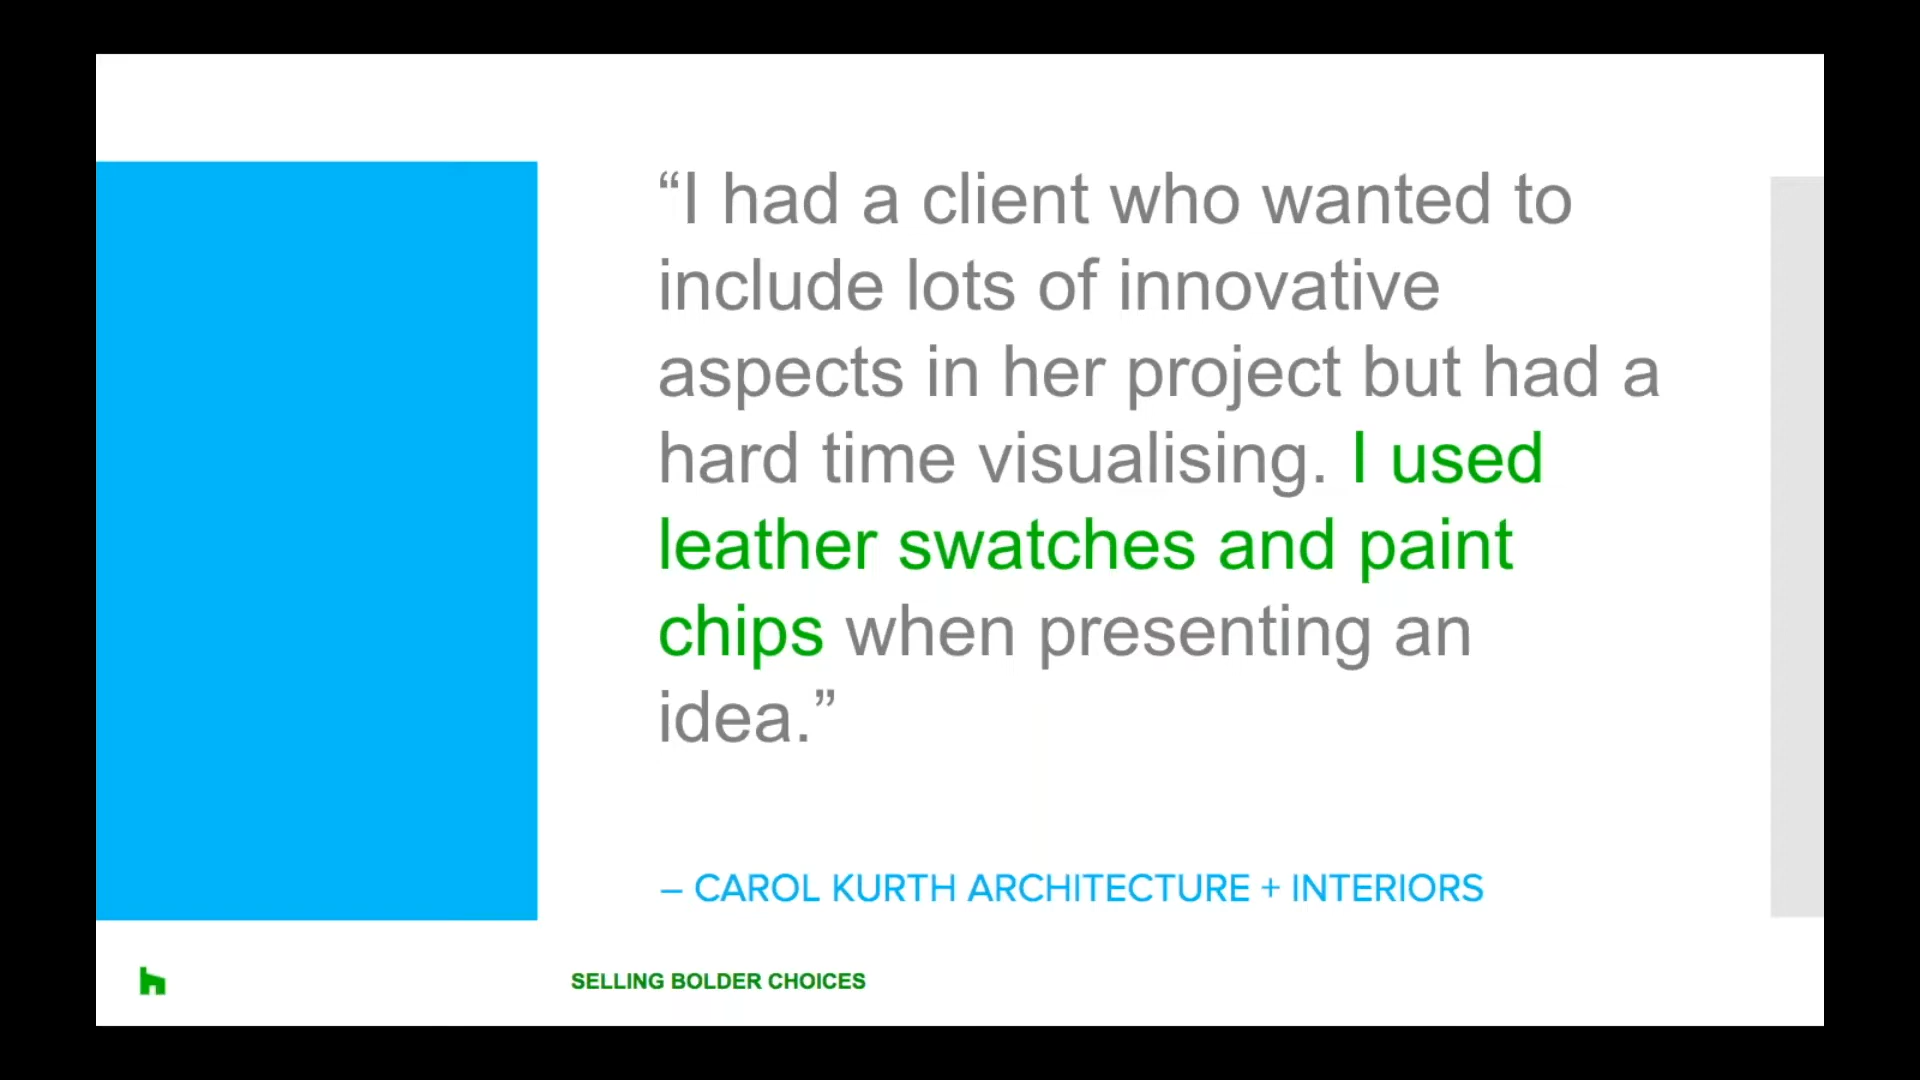 “I had a client who wanted to
include lots of innovative
aspects in her project but had a
hard time visualising. I used
leather swatches and paint
chips when presenting an
idea.”
– CAROL KURTH ARCHITECTURE + INTERIORS
SELLING BOLDER CHOICES